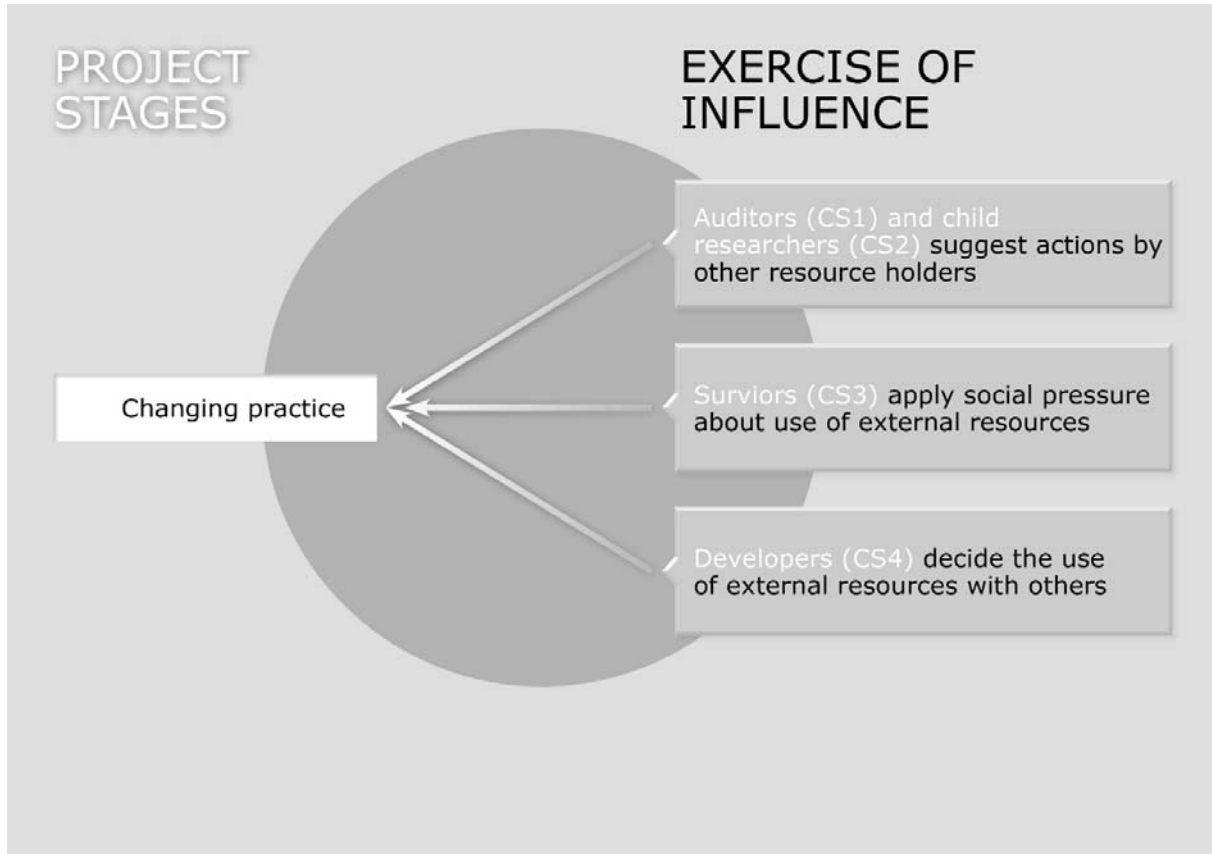 PROJECT
STAGES
EXERCISE OF
INFLUENCE
Auditors (CS1) and child
researchers (CS2) suggest actions by
other resource holders
Changing practice
Surviors (CS3) apply social pressure
about use of external resources
Developers (CS4) decide the use
of external resources with others